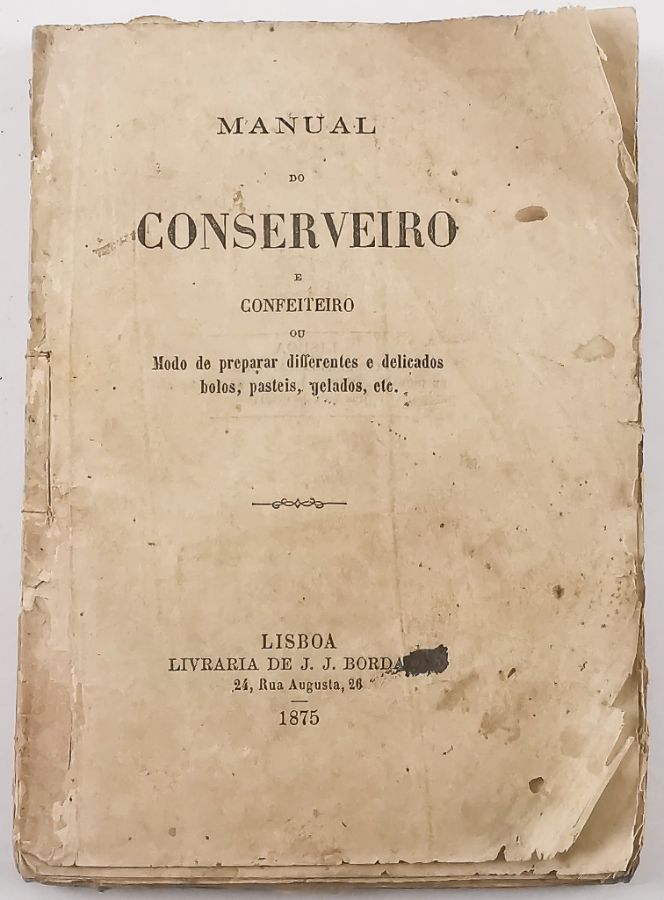 MANUAL
DO
CONSERVEIRO
E
CONFEITEIRO
OU
Modo de preparar differentes e delicados
bolos, pasteis, gelados, etc.
LISBOA
LIVRARIA DE J. J.
24, Rua Augusta, 26
1875